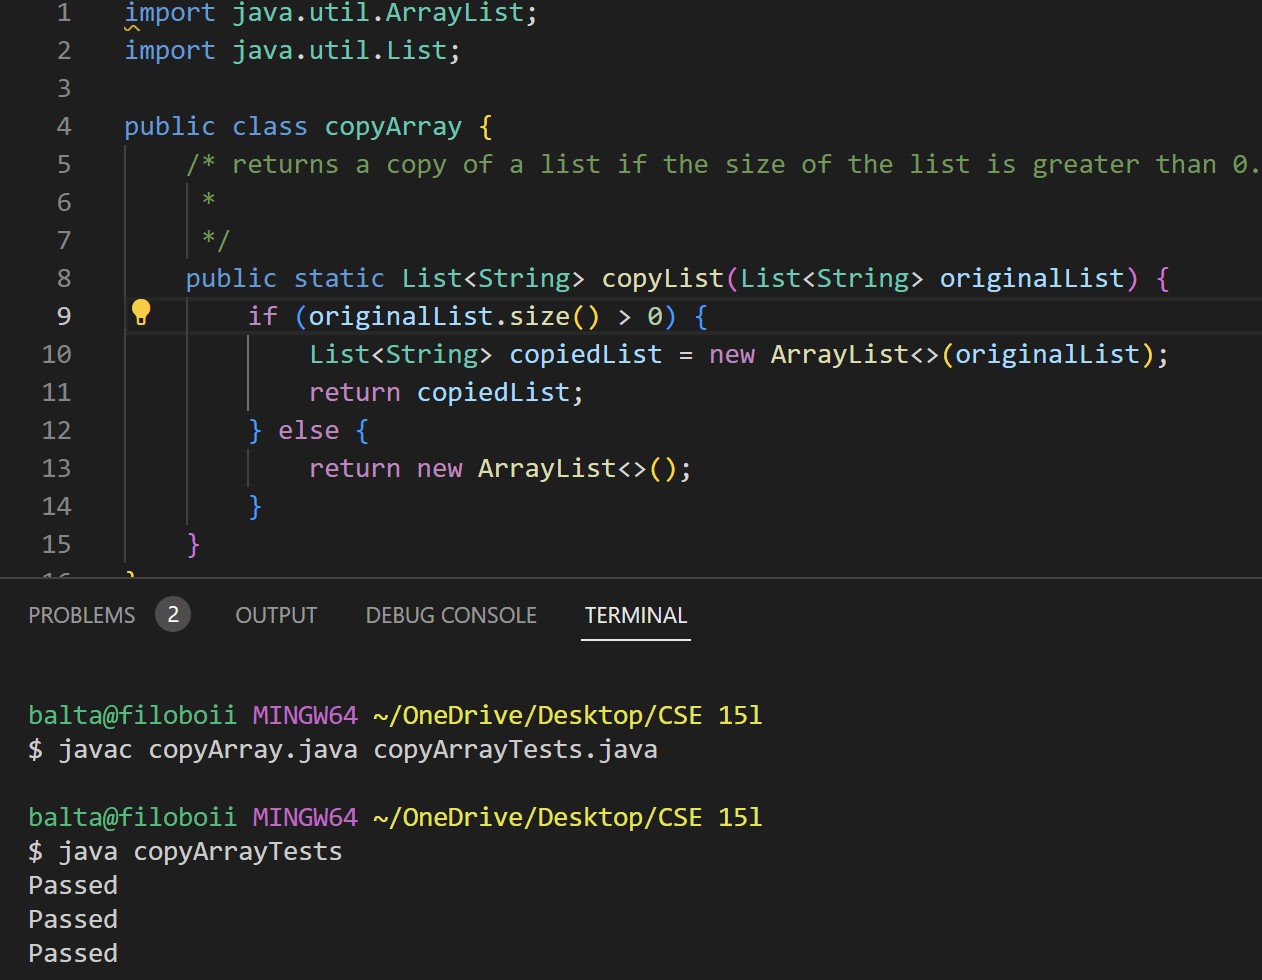 1 import java.util.ArrayList;
2 import java.util.List;
3
4 public class copyArray {
5 /* returns a copy of a list if the size of the list is greater than 0.
6 *
7 */
8 public static List<String> copyList(List<String> originalList) {
9 if (originalList.size() > 0) {
10 List<String> copiedList = new ArrayList<>(originalList);
11 return copiedList;
12 } else {
13 return new ArrayList<>();
14 }
15 }
16 }
PROBLEMS 2 OUTPUT DEBUG CONSOLE TERMINAL
balta@filoboii MINGW64 ~/OneDrive/Desktop/CSE 15l
$ javac copyArray.java copyArrayTests.java
balta@filoboii MINGW64 ~/OneDrive/Desktop/CSE 15l
$ java copyArrayTests
Passed
Passed
Passed